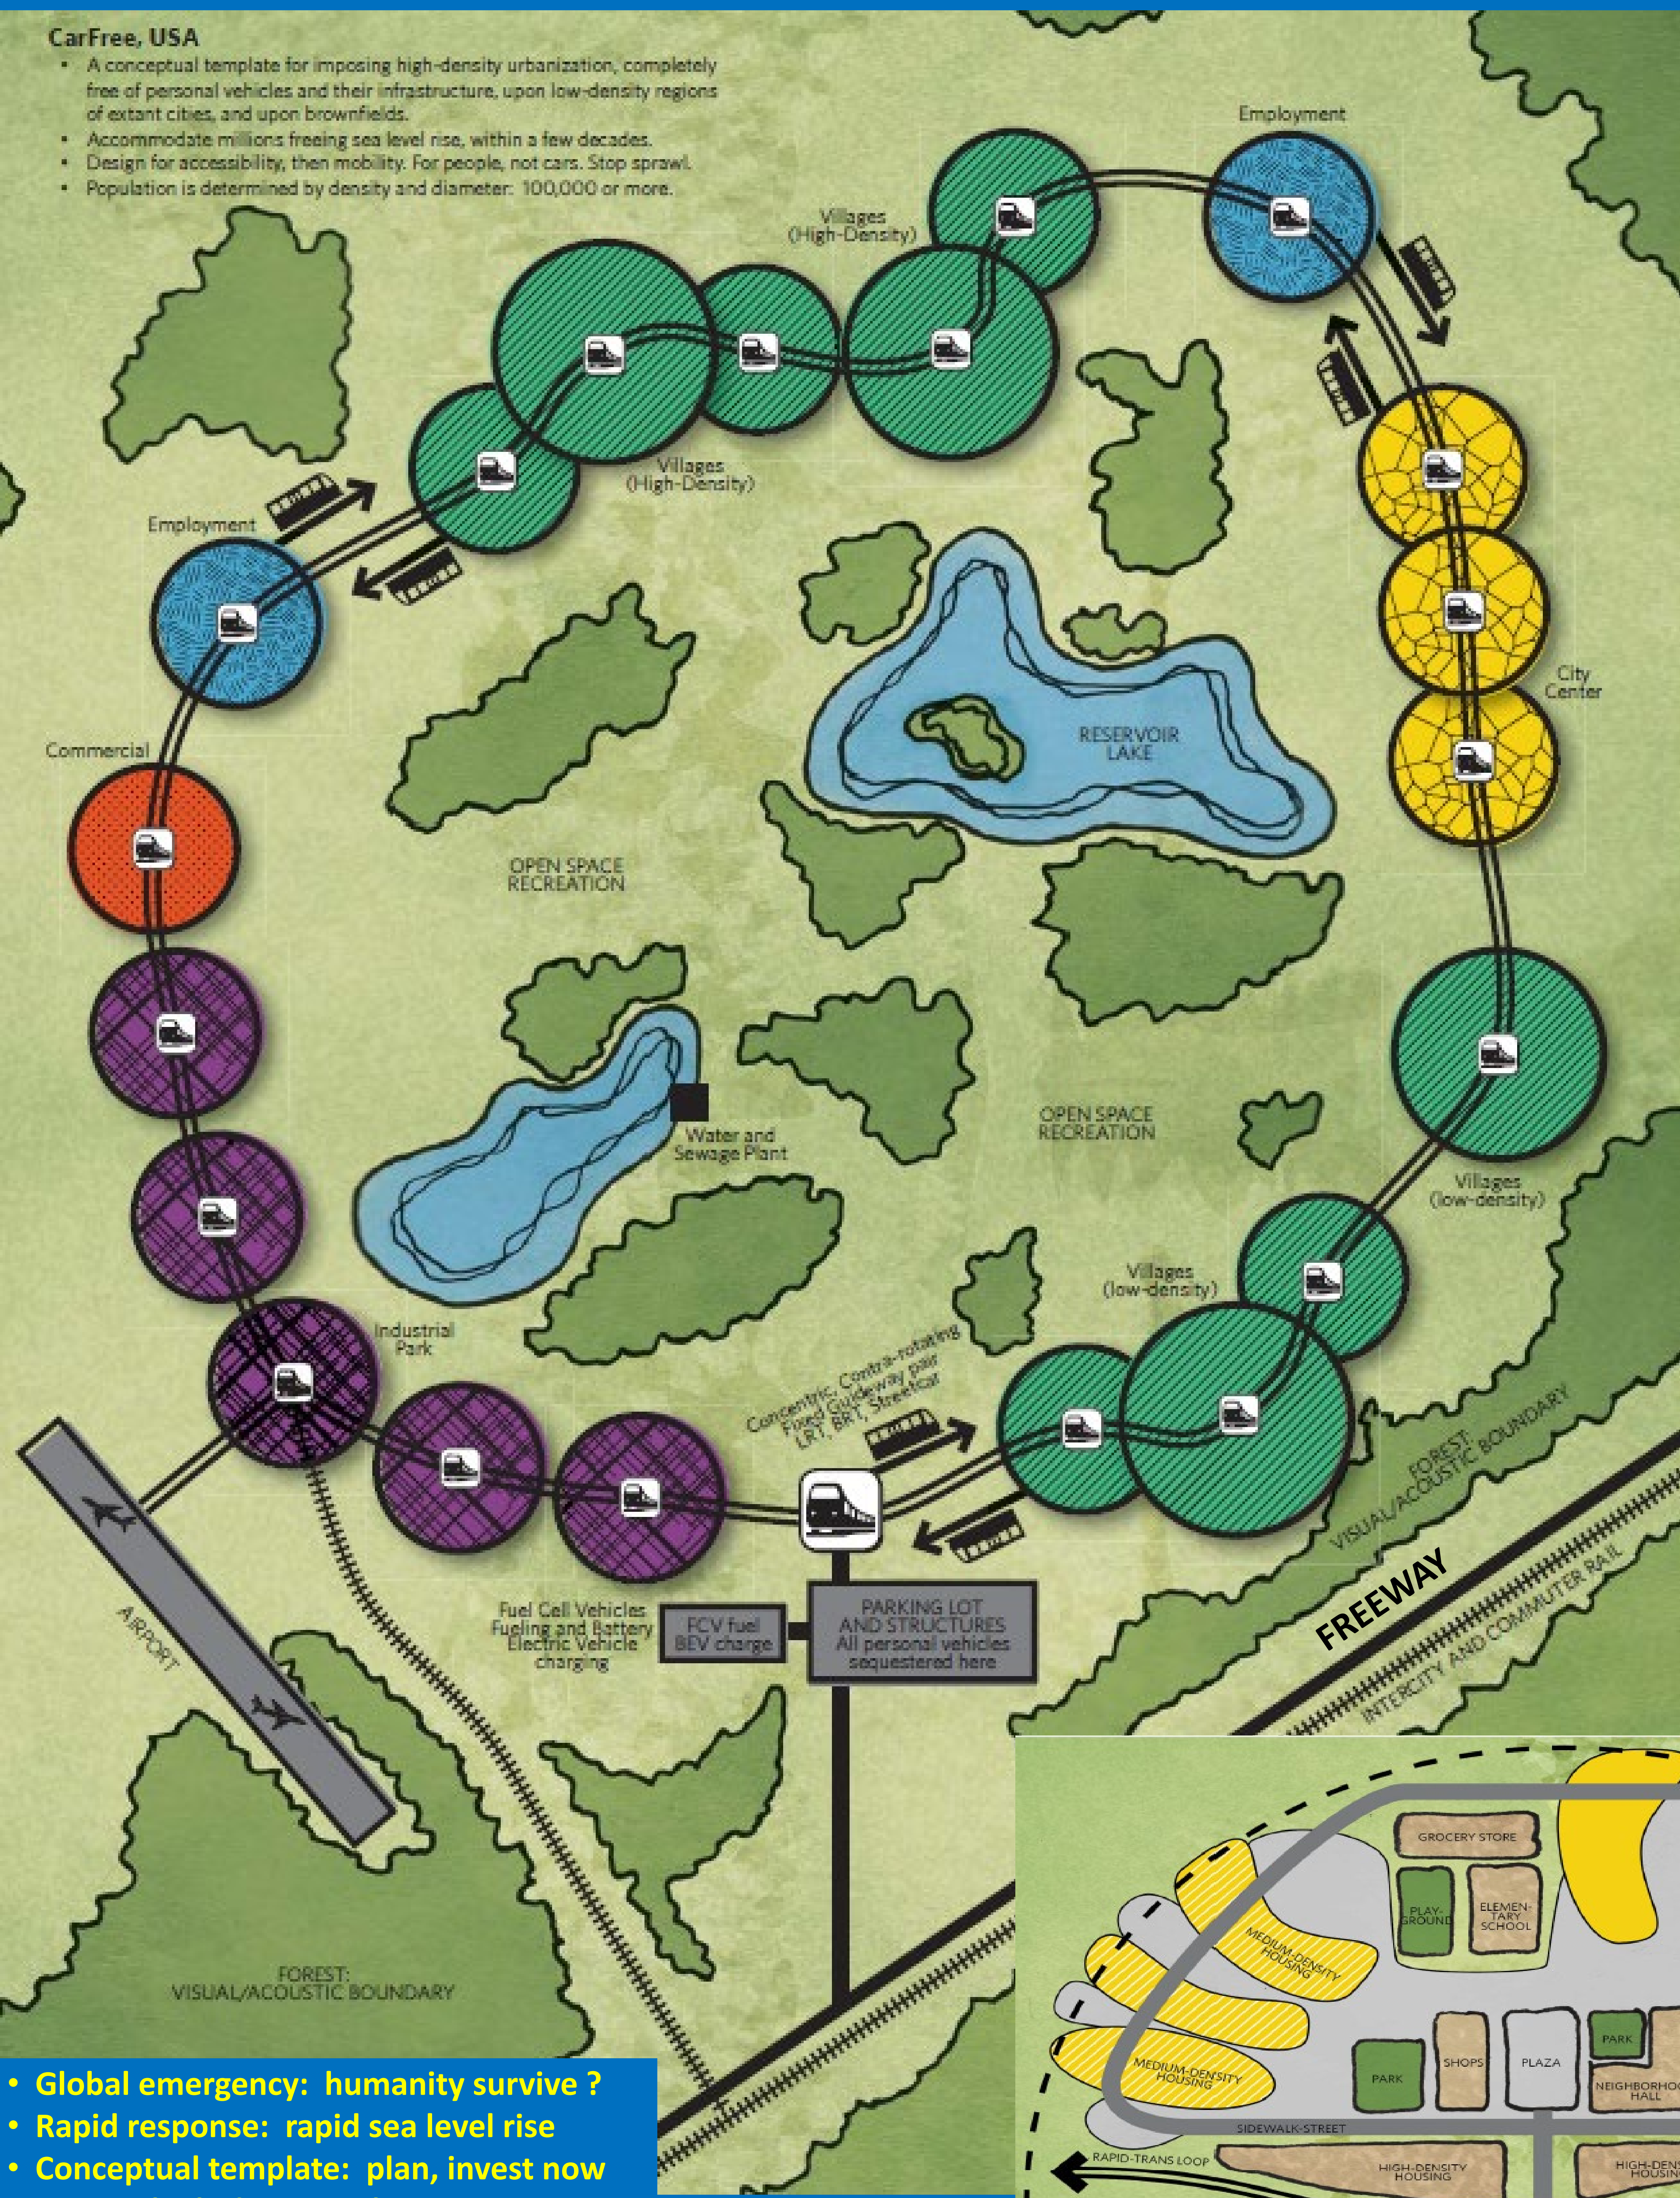 CarFree, USA
• A conceptual template for imposing high-density urbanization, completely
free of personal vehicles and their infrastructure, upon low-density regions
of extant cities, and upon brownfields.
• Accommodate millions freeing sea level rise, within a few decades.
• Design for accessibility, then mobility. For people, not cars. Stop sprawl.
• Population is determined by density and diameter: 100,000 or more.
Employment
Villages
(High-Density)
Villages
(High-Density)
Employment
City
Center
Commercial
RESERVOIR
LAKE
OPEN SPACE
RECREATION
OPEN SPACE
RECREATION
Water and
Sewage Plant
Villages
(low-density)
Villages
(low-density)
Industrial
Park
Concentric, Contra-rotating
Fixed Guideway pair
LRT, BRT, Streetcar
FOREST:
VISUAL/ACOUSTIC BOUNDARY
FREEWAY
INTERCITY AND COMMUTER RAIL
AIRPORT
Fuel Cell Vehicles
Fueling and Battery
Electric Vehicle
charging
FCV fuel
BEV charge
PARKING LOT
AND STRUCTURES
All personal vehicles
sequestered here
FOREST:
VISUAL/ACOUSTIC BOUNDARY
GROCERY STORE
PLAY-
GROUND
ELEMEN-
TARY
SCHOOL
MEDIUM-DENSITY
HOUSING
MEDIUM-DENSITY
HOUSING
PARK
SHOPS
PLAZA
PARK
NEIGHBORHOO
HALL
SIDEWALK-STREET
RAPID-TRANS LOOP
HIGH-DENSITY
HOUSING
HIGH-DENS
HOUSIN
• Global emergency: humanity survive ?
• Rapid response: rapid sea level rise
• Conceptual template: plan, invest now